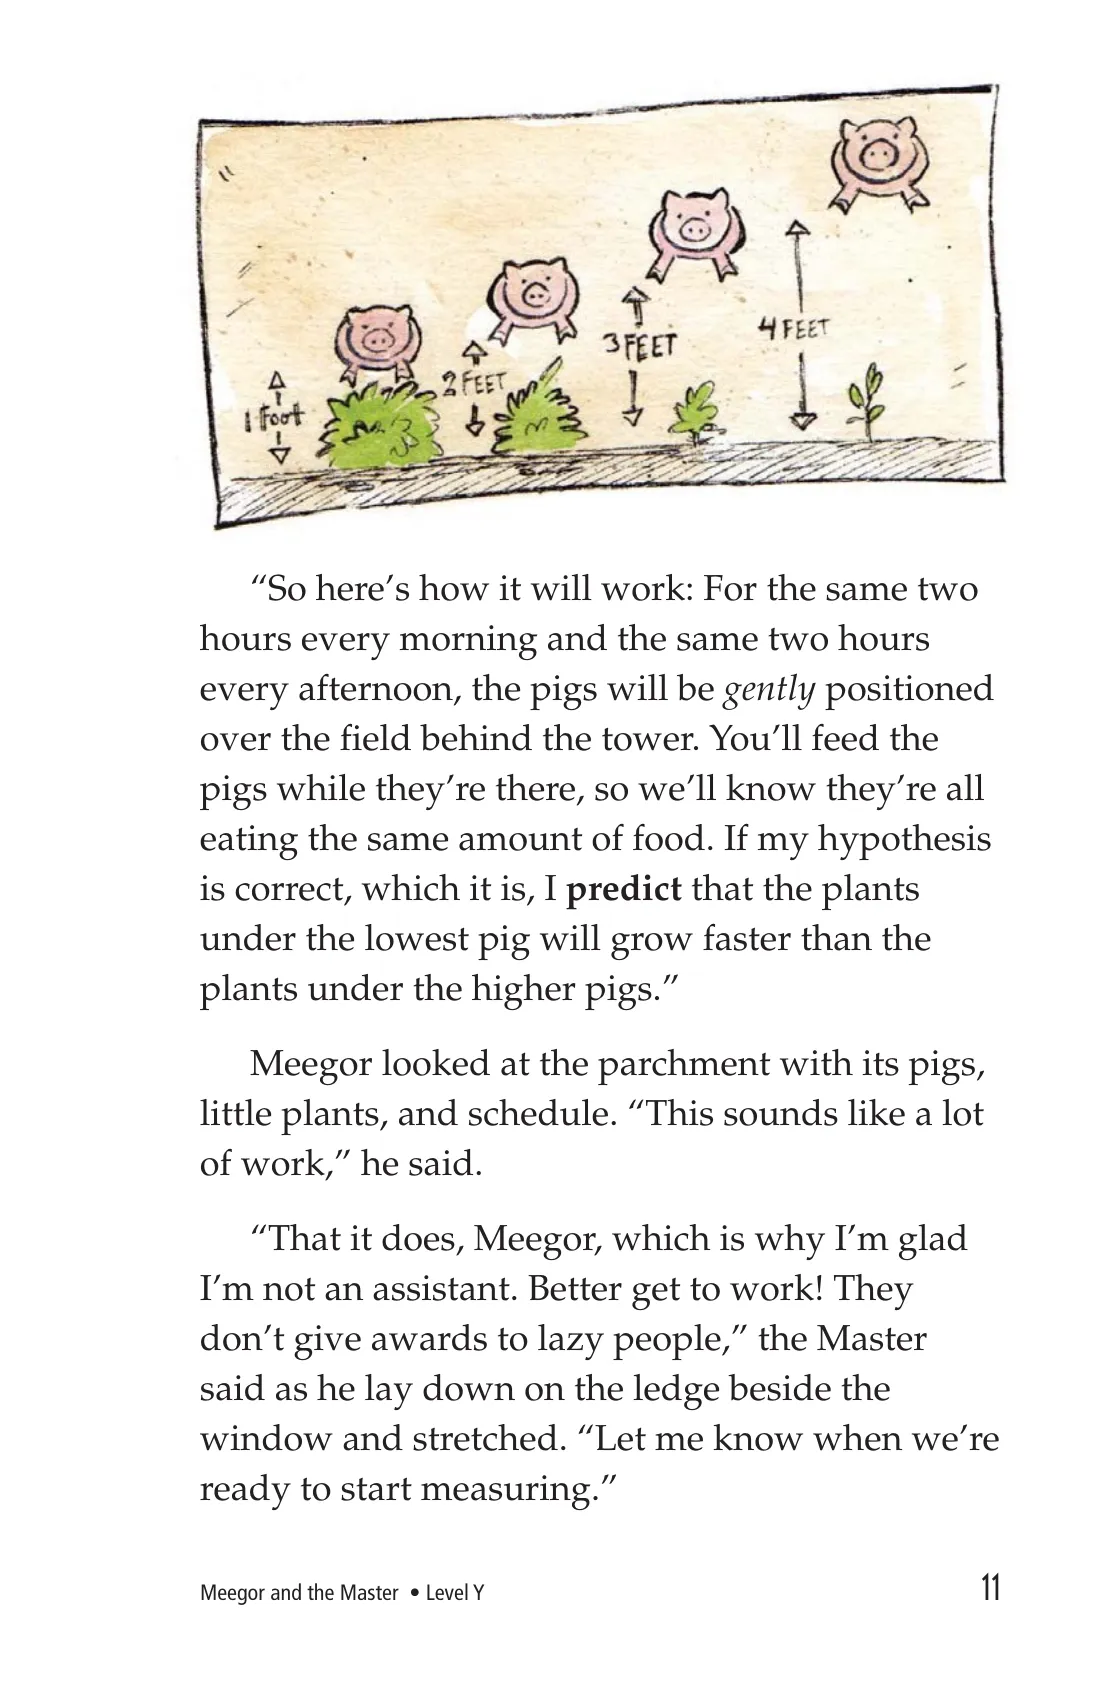 1 foot
2 FEET
3 FEET
4 FEET
“So here’s how it will work: For the same two
hours every morning and the same two hours
every afternoon, the pigs will be gently positioned
over the field behind the tower. You’ll feed the
pigs while they’re there, so we’ll know they’re all
eating the same amount of food. If my hypothesis
is correct, which it is, I predict that the plants
under the lowest pig will grow faster than the
plants under the higher pigs.”
Meegor looked at the parchment with its pigs,
little plants, and schedule. “This sounds like a lot
of work,” he said.
“That it does, Meegor, which is why I’m glad
I’m not an assistant. Better get to work! They
don’t give awards to lazy people,” the Master
said as he lay down on the ledge beside the
window and stretched. “Let me know when we’re
ready to start measuring.”
Meegor and the Master • Level Y
11